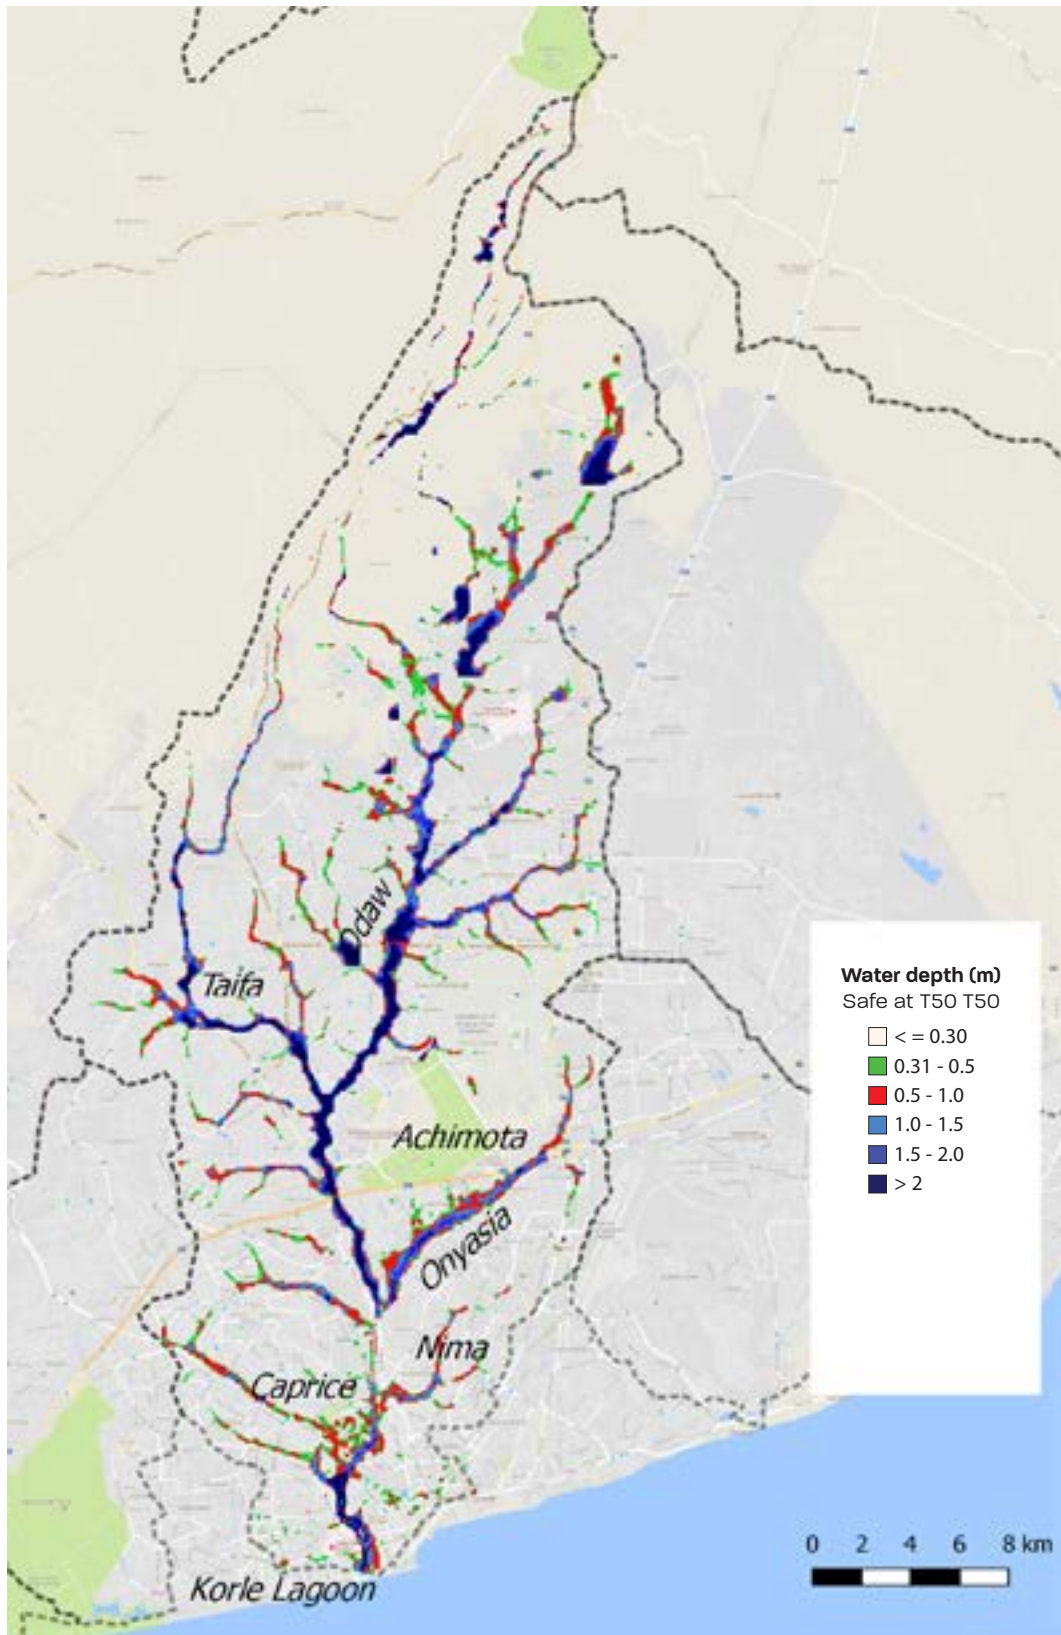 Odaw
Taifa
Achimota
Onyasia
Nima
Caprice
Korle Lagoon
Water depth (m)
Safe at T50 T50
< = 0.30
0.31 - 0.5
0.5 - 1.0
1.0 - 1.5
1.5 - 2.0
> 2
0 2 4 6 8 km